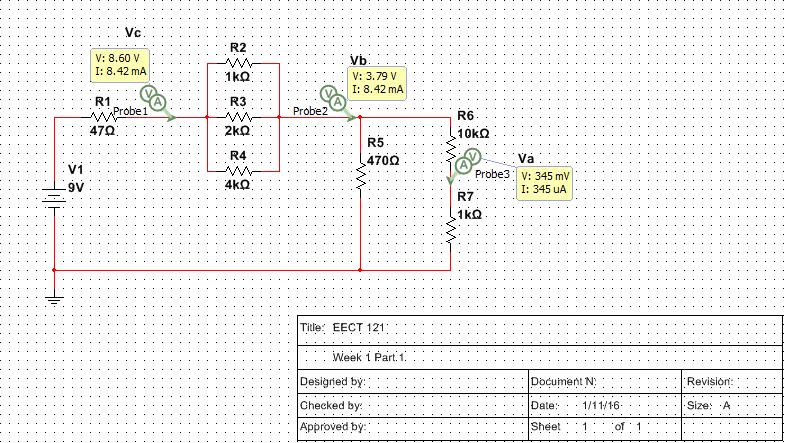 Vc
V: 8.60 V
I: 8.42 mA
R1
Probe1
47Ω
R2
1kΩ
R3
2kΩ
R4
4kΩ
Vb
V: 3.79 V
I: 8.42 mA
Probe2
R5
470Ω
R6
10kΩ
Probe3
Va
V: 345 mV
I: 345 uA
R7
1kΩ
V1
9V
V
A
V
A
A
V
Title: EECT 121
Week 1 Part 1
Designed by: Document N: Revision:
Checked by: Date: 1/11/16 Size: A
Approved by: Sheet 1 of 1